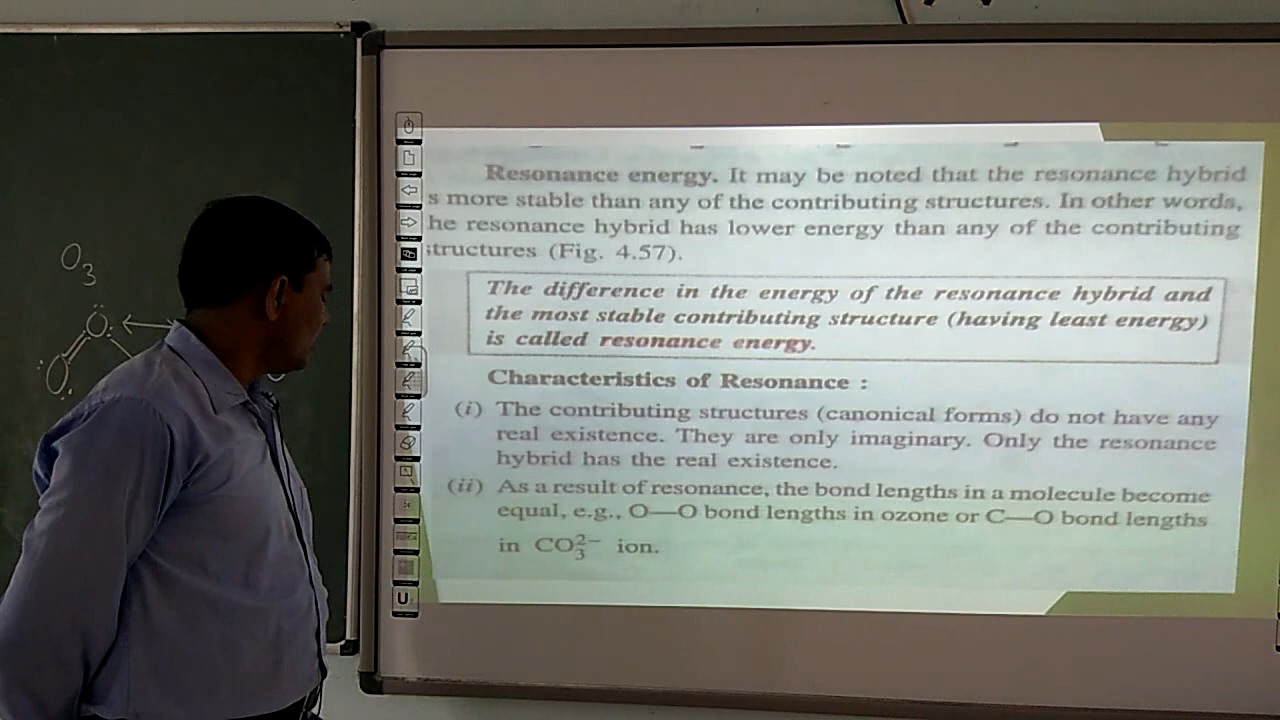 O3
Resonance energy. It may be noted that the resonance hybrid
s more stable than any of the contributing structures. In other words,
he resonance hybrid has lower energy than any of the contributing
structures (Fig. 4.57).
The difference in the energy of the resonance hybrid and
the most stable contributing structure (having least energy)
is called resonance energy.
Characteristics of Resonance :
(i) The contributing structures (canonical forms) do not have any
real existence. They are only imaginary. Only the resonance
hybrid has the real existence.
(ii) As a result of resonance, the bond lengths in a molecule become
equal, e.g., O—O bond lengths in ozone or C—O bond lengths
in CO3^2− ion.
O
O
U